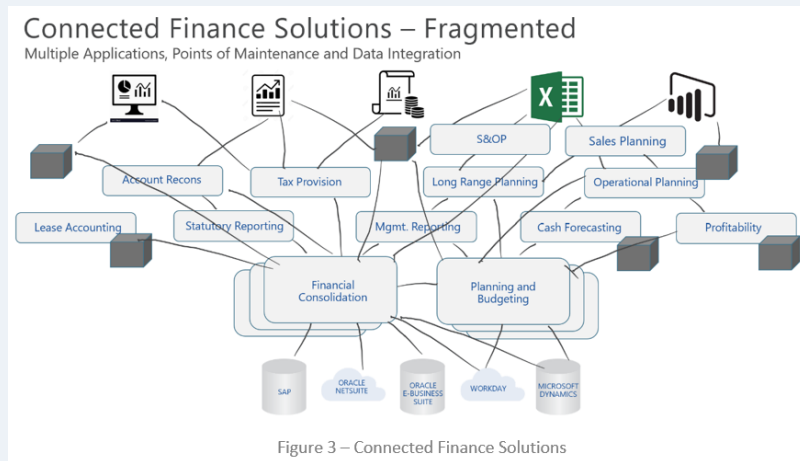 Connected Finance Solutions – Fragmented
Multiple Applications, Points of Maintenance and Data Integration
X
S&OP
Sales Planning
Account Recons
Tax Provision
Long Range Planning
Operational Planning
Lease Accounting
Statutory Reporting
Mgmt. Reporting
Cash Forecasting
Profitability
Financial
Consolidation
Planning and
Budgeting
SAP
ORACLE
NETSUITE
ORACLE
E-BUSINESS
SUITE
WORKDAY
MICROSOFT
DYNAMICS
Figure 3 – Connected Finance Solutions